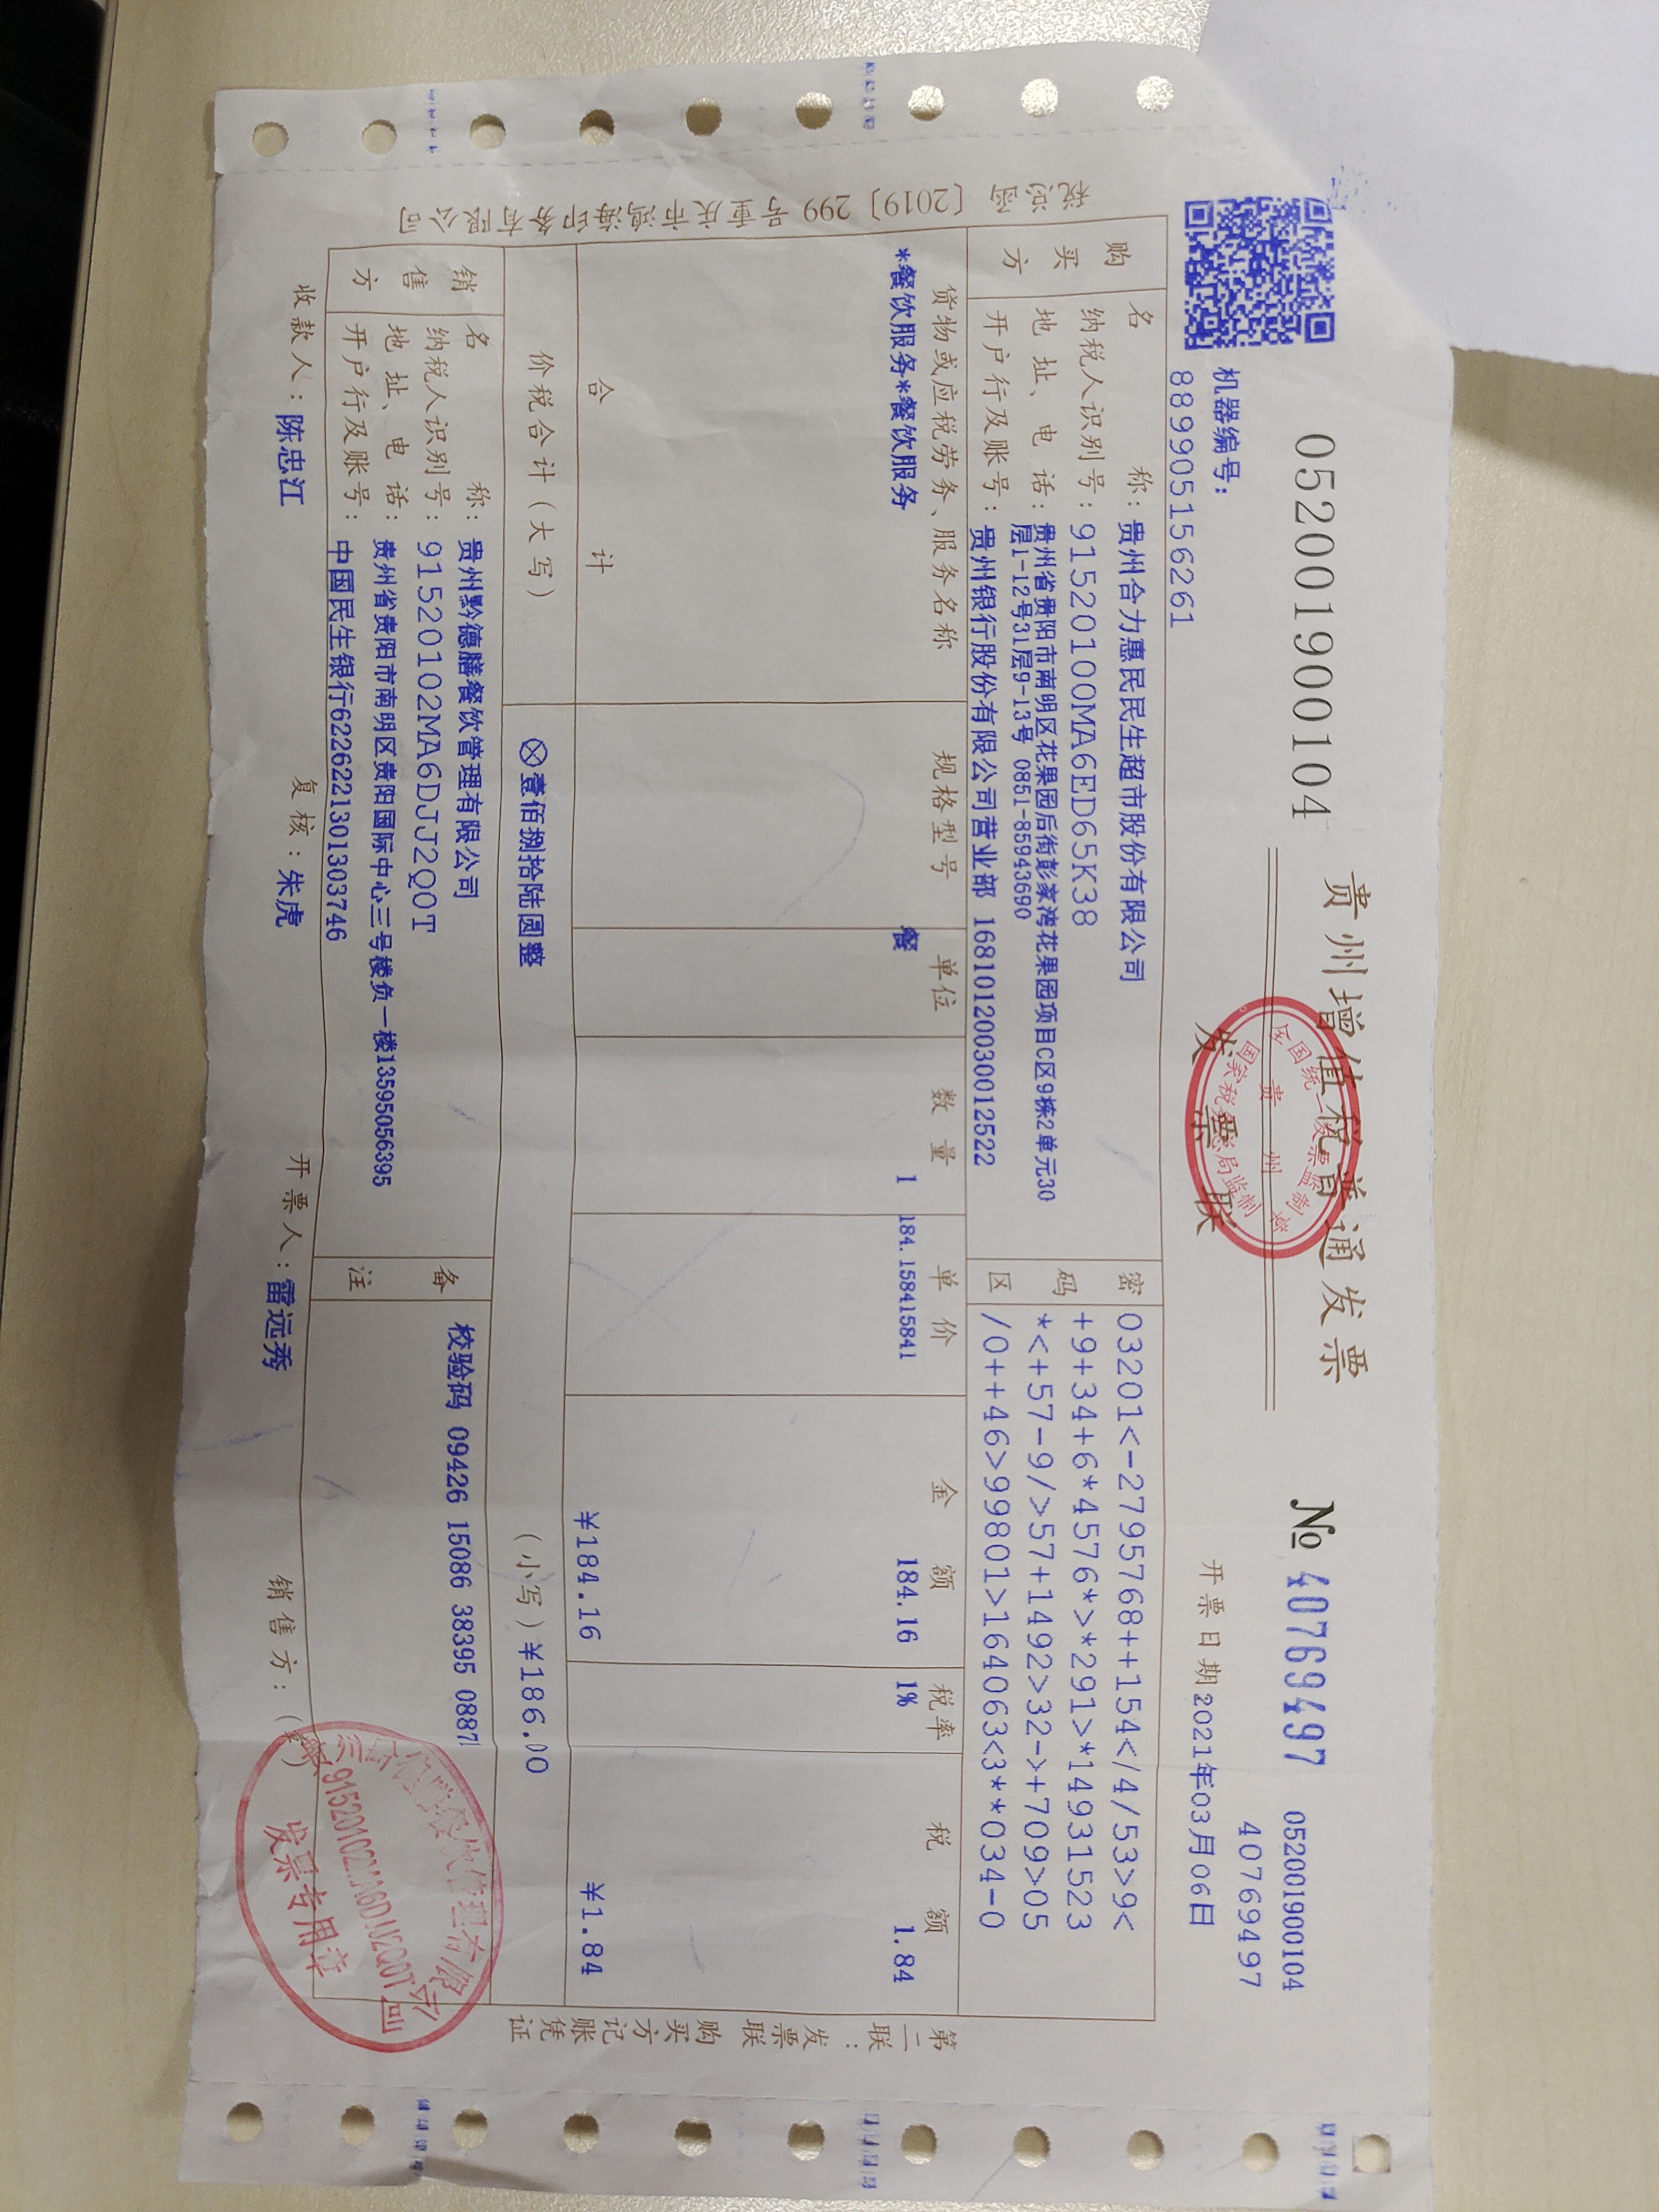 052001900104
贵州增值税普通发票
№ 40769497
052001900104
40769497
发票联
全国统一发票监制章
贵州
国家税务总局监制
机器编号:
889905156261
开票日期 2021年03月06日
税总函〔2019〕299号重庆市鸿海印务有限公司
购买方
名称: 贵州合力惠民民生超市股份有限公司
纳税人识别号: 91520100MA6ED65K38
地址、电话: 贵州省贵阳市南明区花果园后街彭家湾花果园项目C区9栋2单元30
层1-12号31层9-13号 0851-85943690
开户行及账号: 贵州银行股份有限公司营业部 168101200300012522
密码区
03201<-2795768++154</4/53>9<
+9+34+6*4576*>*291>*14931523
*<+57-9/>57+1492>32->+709>05
/0++46>99801>164063<3**034-0
货物或应税劳务、服务名称 规格型号 单位 数量 单价 金额 税率 税额
*餐饮服务*餐饮服务 餐 1 184.158415841 184.16 1% 1.84
合计 ¥184.16 ¥1.84
价税合计(大写) ⊗壹佰捌拾陆圆整 (小写)¥186.00
销售方
名称: 贵州黔德膳餐饮管理有限公司
纳税人识别号: 91520102MA6DJJ2Q0T
地址、电话: 贵州省贵阳市南明区贵阳国际中心三号楼负一楼13595056395
开户行及账号: 中国民生银行6226221301303746
备注
校验码 09426 15086 38395 0887
收款人: 陈忠江 复核: 朱虎 开票人: 雷远秀 销售方: (章)
91520102MA6DJJ2Q0T
发票专用章
第二联:发票联 购买方记账凭证